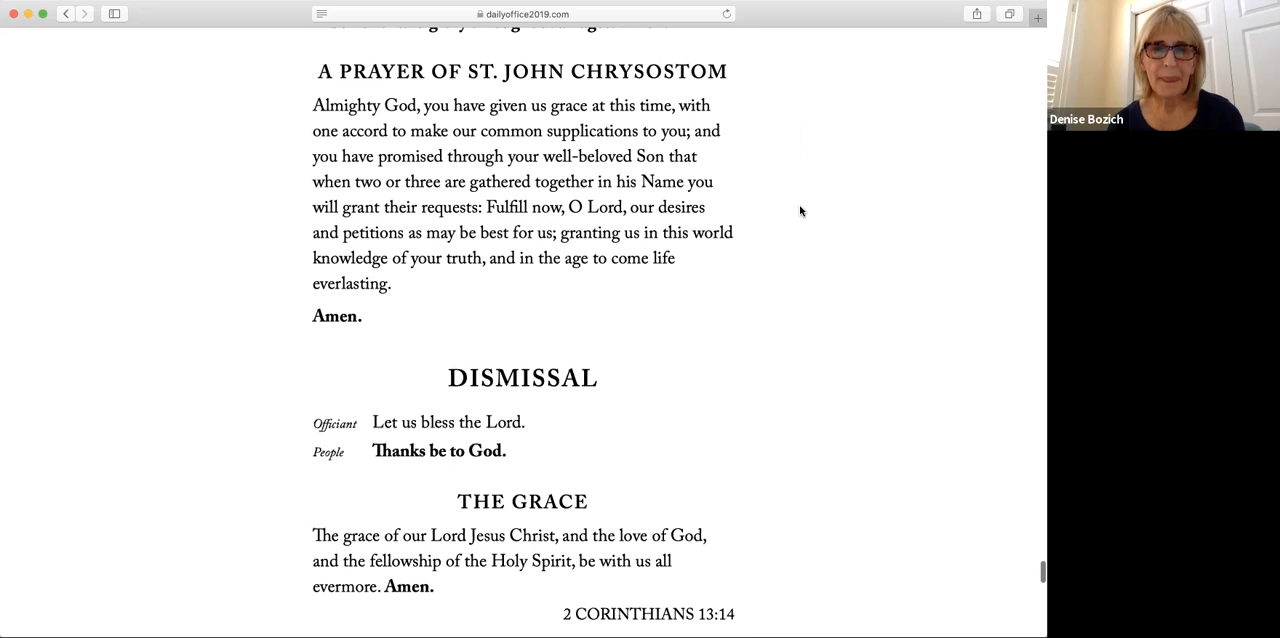 dailyoffice2019.com
A PRAYER OF ST. JOHN CHRYSOSTOM
Almighty God, you have given us grace at this time, with
one accord to make our common supplications to you; and
you have promised through your well-beloved Son that
when two or three are gathered together in his Name you
will grant their requests: Fulfill now, O Lord, our desires
and petitions as may be best for us; granting us in this world
knowledge of your truth, and in the age to come life
everlasting.
Amen.
DISMISSAL
Officiant Let us bless the Lord.
People Thanks be to God.
THE GRACE
The grace of our Lord Jesus Christ, and the love of God,
and the fellowship of the Holy Spirit, be with us all
evermore. Amen.
2 CORINTHIANS 13:14
Denise Bozich